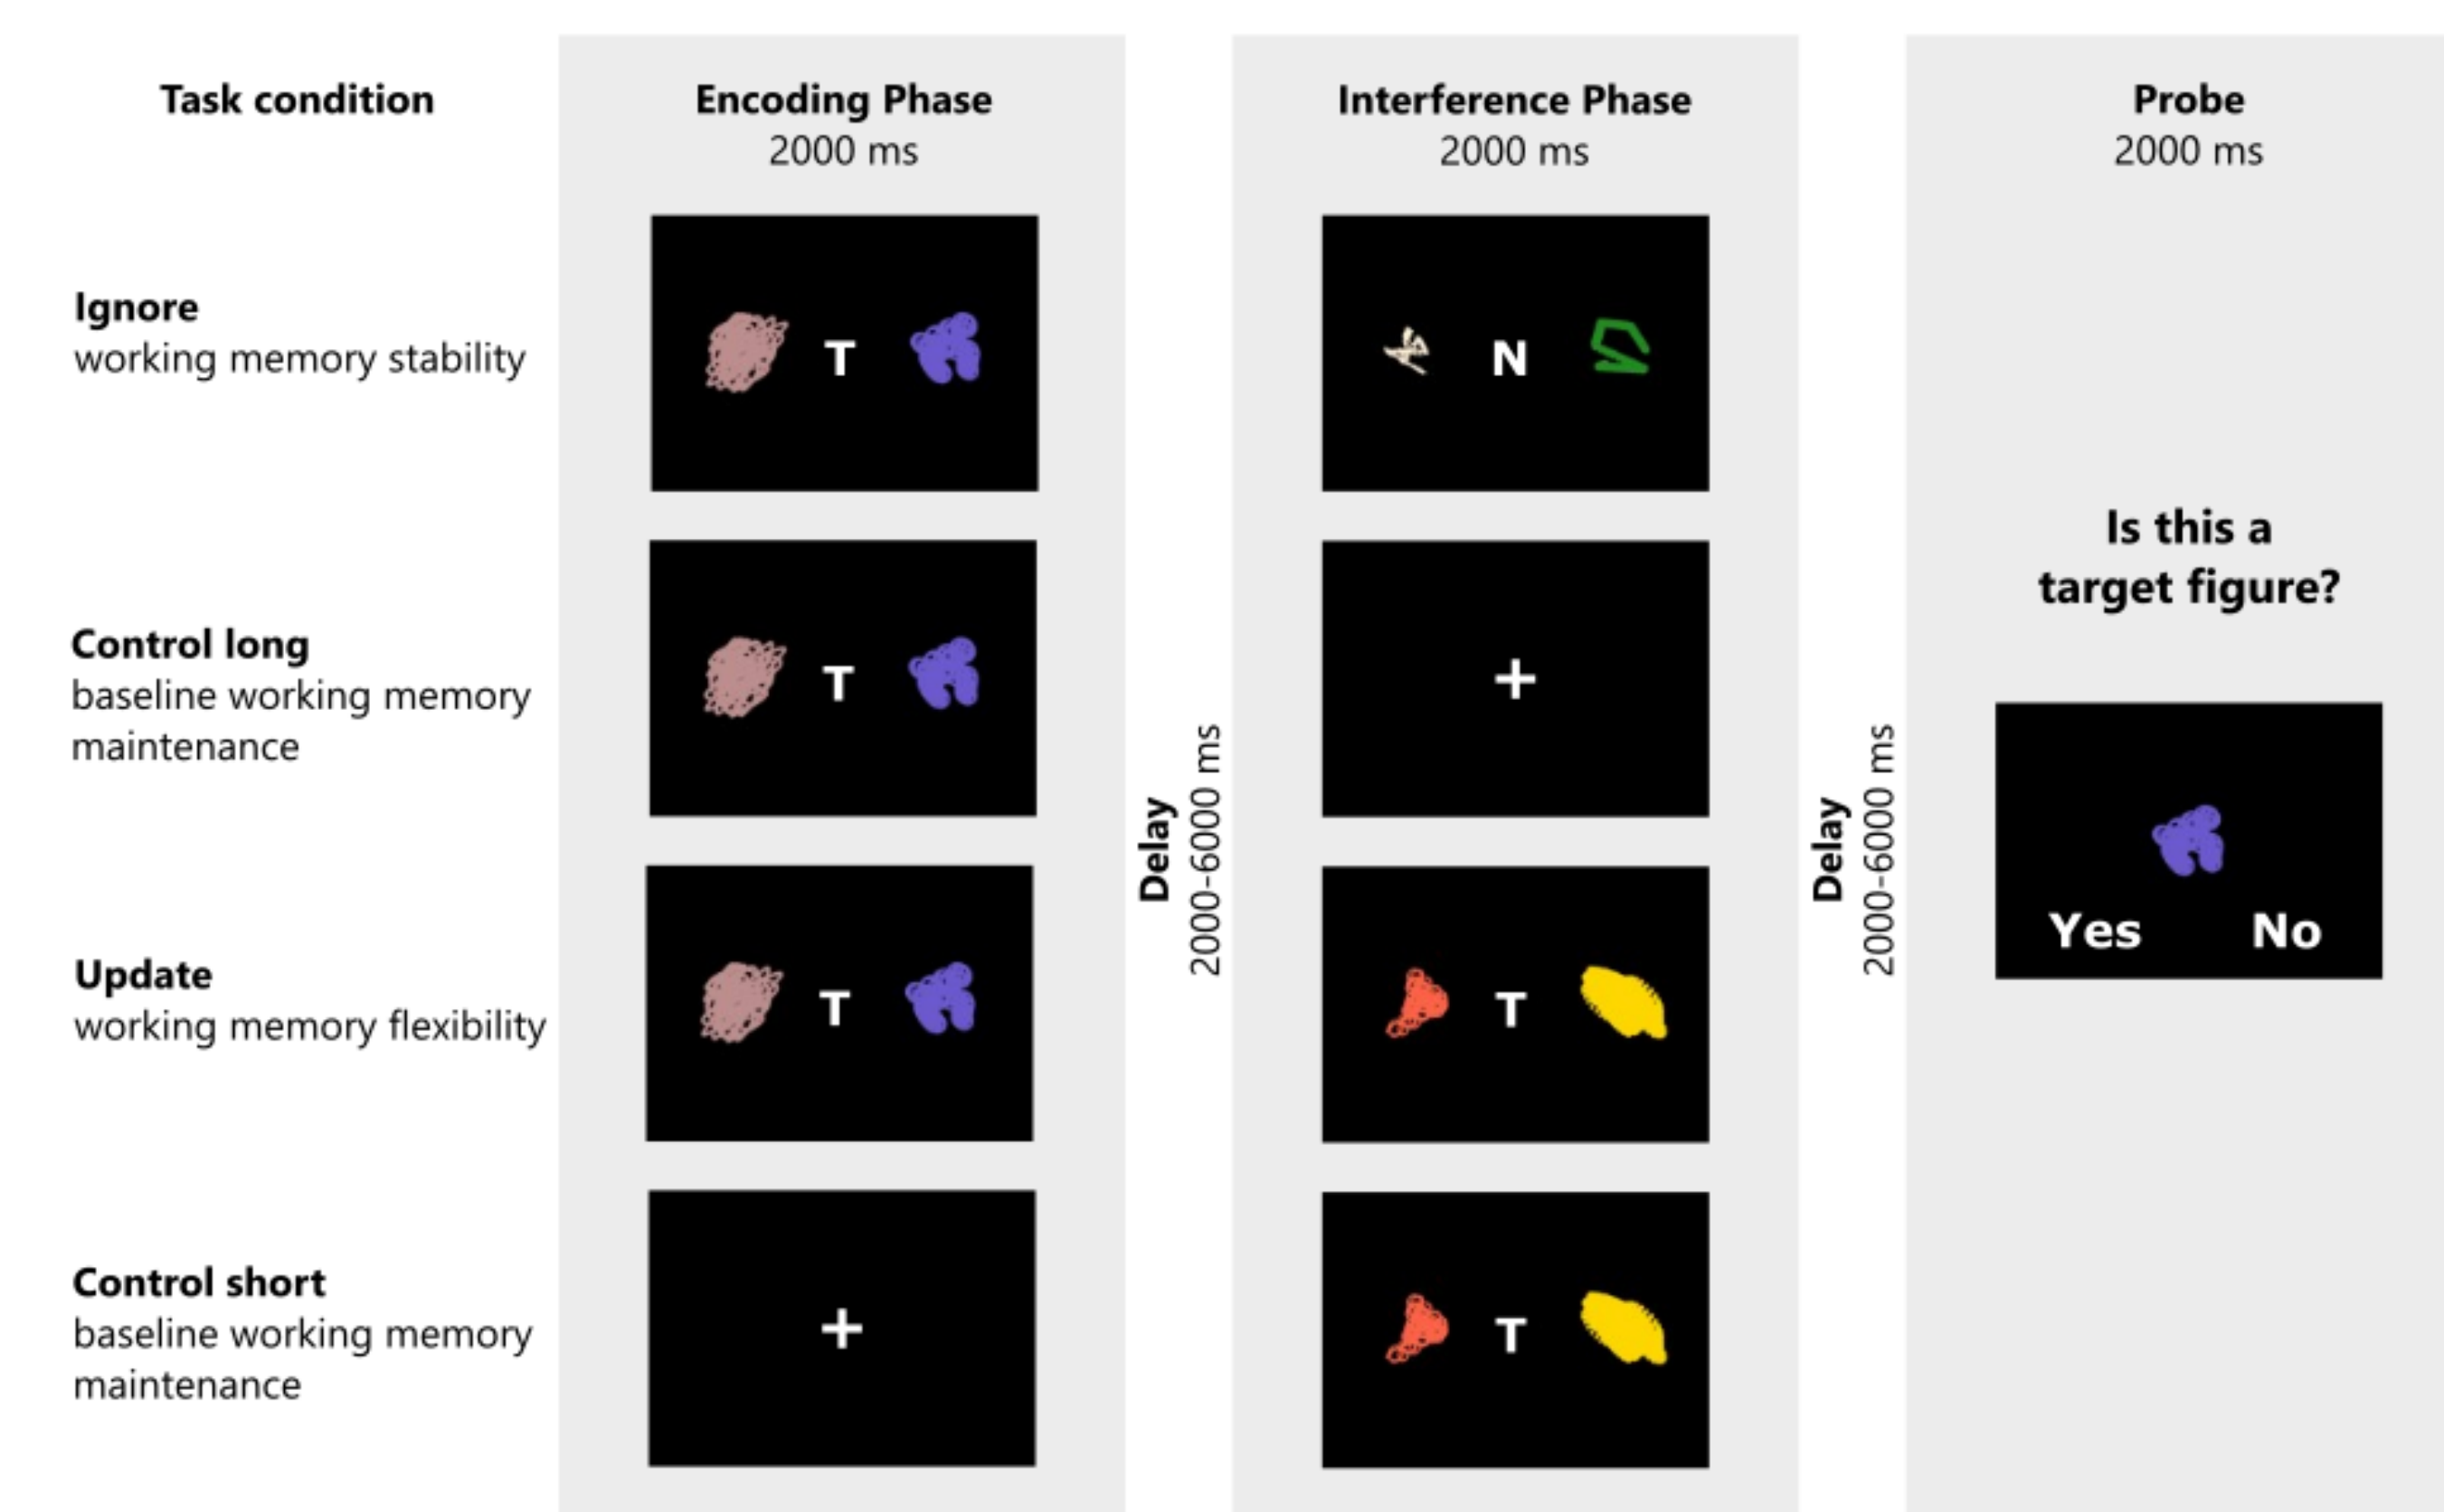 Task condition
Encoding Phase
2000 ms
Interference Phase
2000 ms
Probe
2000 ms
Ignore
working memory stability
T
N
Control long
baseline working memory
maintenance
T
+
Update
working memory flexibility
T
T
Control short
baseline working memory
maintenance
+
T
Delay
2000-6000 ms
Delay
2000-6000 ms
Is this a
target figure?
Yes No